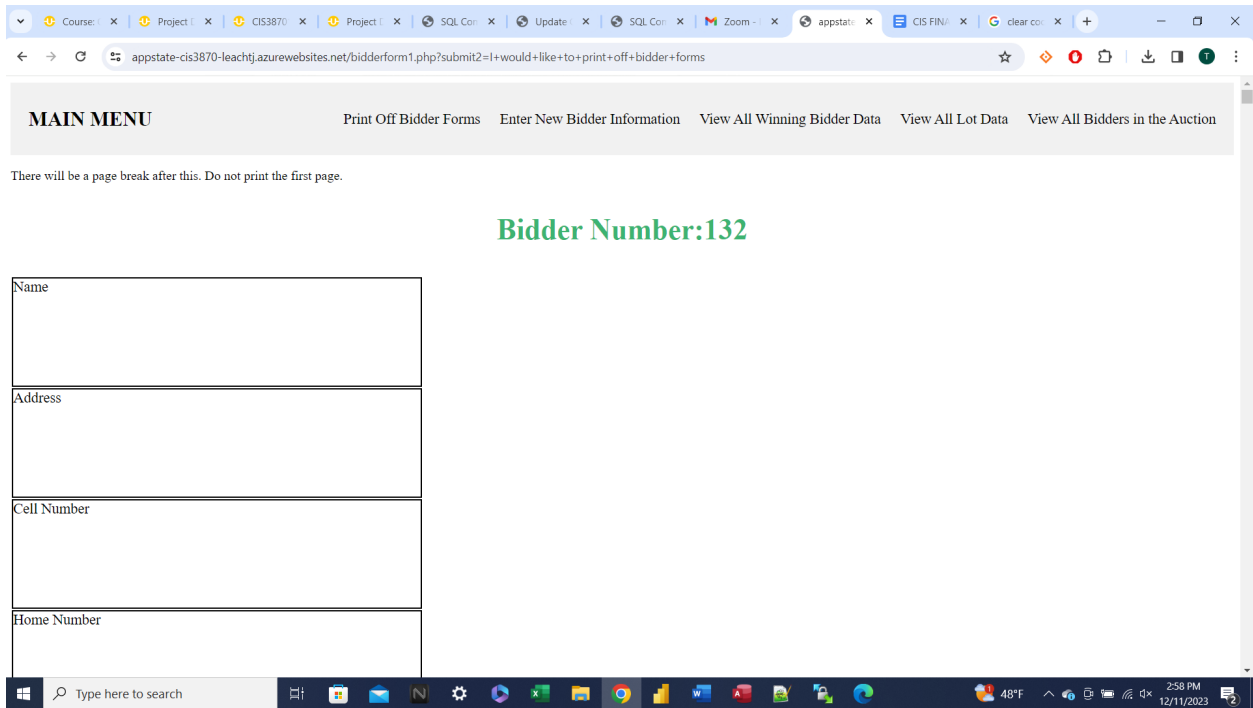 Course: (
Project D
CIS3870
Project D
SQL Con
Update
SQL Con
Zoom -
appstate
CIS FINA
clear coo
appstate-cis3870-leachtj.azurewebsites.net/bidderform1.php?submit2=I+would+like+to+print+off+bidder+forms
T
MAIN MENU Print Off Bidder Forms Enter New Bidder Information View All Winning Bidder Data View All Lot Data View All Bidders in the Auction
There will be a page break after this. Do not print the first page.
Bidder Number:132
Name
Address
Cell Number
Home Number
Type here to search
48°F
2:58 PM
12/11/2023
2